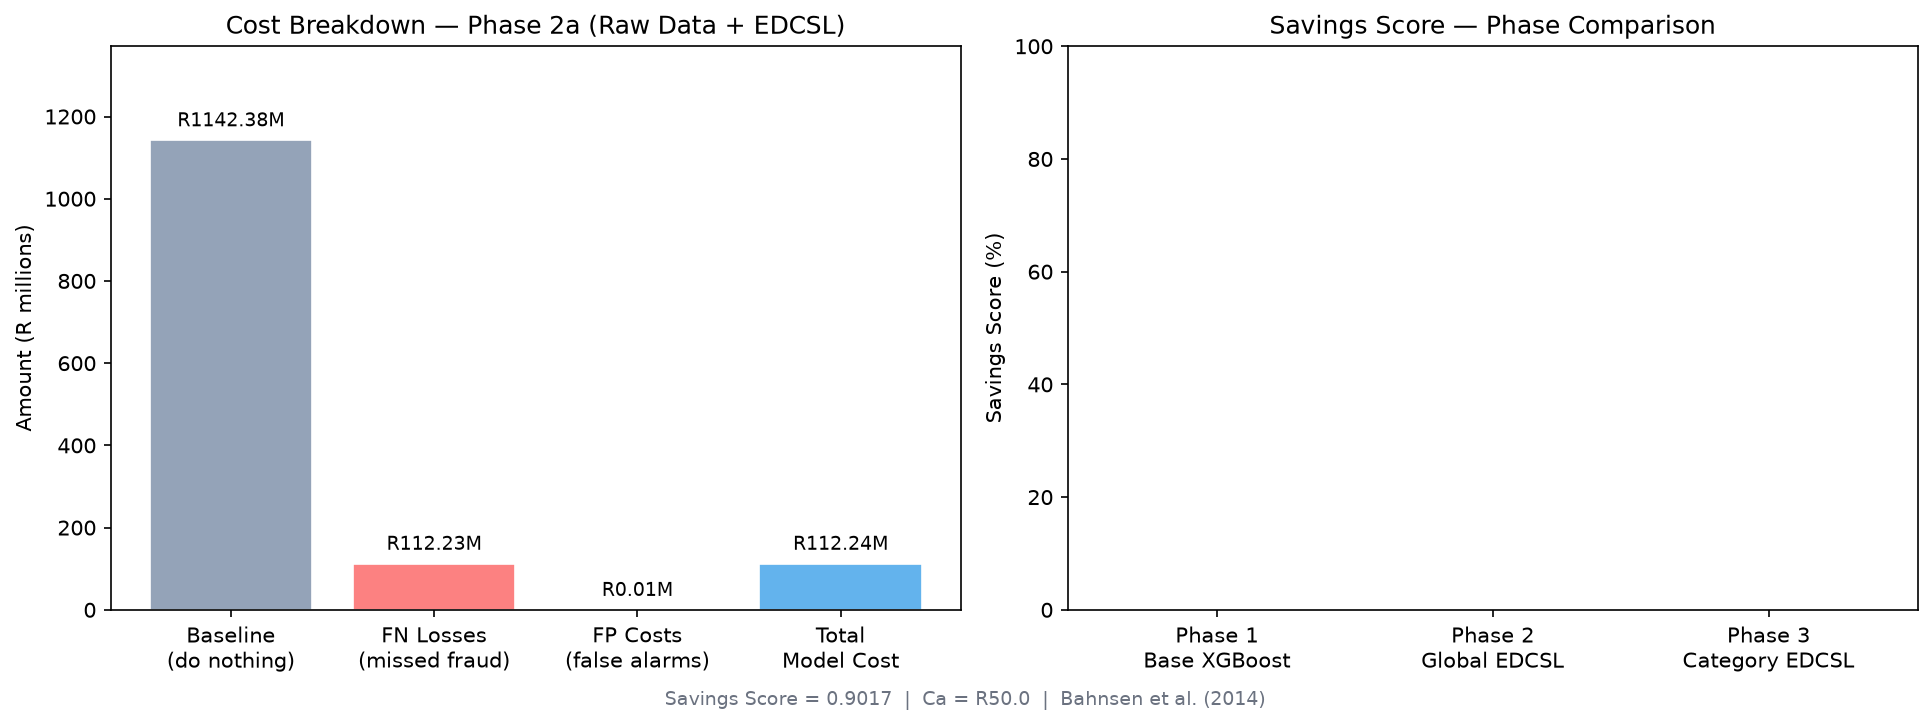 Cost Breakdown — Phase 2a (Raw Data + EDCSL)
Amount (R millions)
1200
1000
800
600
400
200
0
R1142.38M
R112.23M
R0.01M
R112.24M
Baseline
(do nothing)
FN Losses
(missed fraud)
FP Costs
(false alarms)
Total
Model Cost
Savings Score — Phase Comparison
Savings Score (%)
100
80
60
40
20
0
Phase 1
Base XGBoost
Phase 2
Global EDCSL
Phase 3
Category EDCSL
Savings Score = 0.9017 | Ca = R50.0 | Bahnsen et al. (2014)